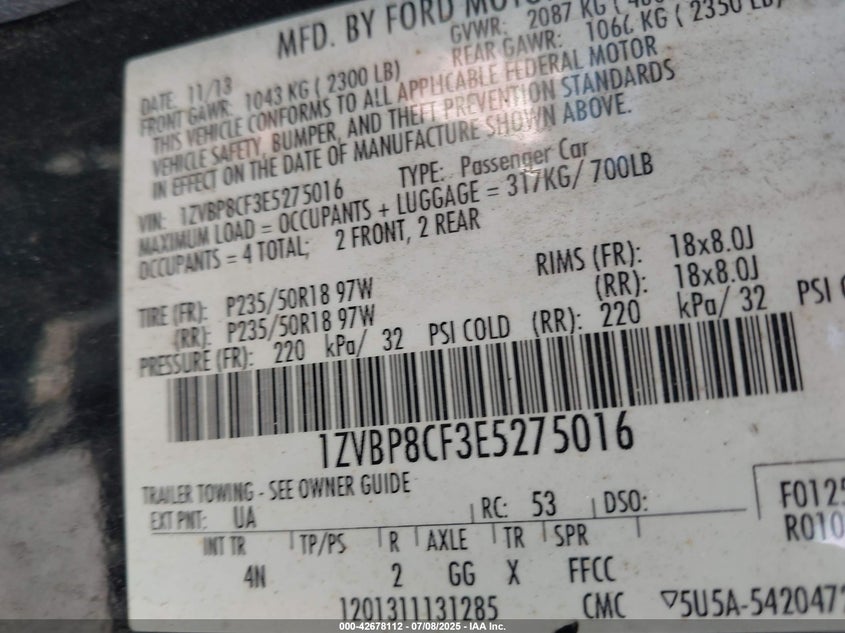 MFD. BY FORD MOTO
GVWR: 2087 KG (
DATE: 11/13 REAR GAWR: 1066 KG ( 2350 LB)
FRONT GAWR: 1043 KG ( 2300 LB)
THIS VEHICLE CONFORMS TO ALL APPLICABLE FEDERAL MOTOR
VEHICLE SAFETY, BUMPER, AND THEFT PREVENTION STANDARDS
IN EFFECT ON THE DATE OF MANUFACTURE SHOWN ABOVE.
VIN: 1ZVBP8CF3E5275016 TYPE: Passenger Car
MAXIMUM LOAD = OCCUPANTS + LUGGAGE = 317KG/ 700LB
OCCUPANTS = 4 TOTAL; 2 FRONT, 2 REAR
TIRE (FR): P235/50R18 97W RIMS (FR): 18x8.0J
(RR): P235/50R18 97W (RR): 18x8.0J
PRESSURE (FR): 220 kPa/ 32 PSI COLD (RR): 220 kPa/ 32 PSI
1ZVBP8CF3E5275016
TRAILER TOWING - SEE OWNER GUIDE
EXT PNT: UA RC: 53 DSO: F0125
R010
INT TR TP/PS R AXLE TR SPR
4N 2 GG X FFCC
1201311131285 CMC ▽5U5A-5420472
000-42678112 - 07/08/2025 - IAA Inc.